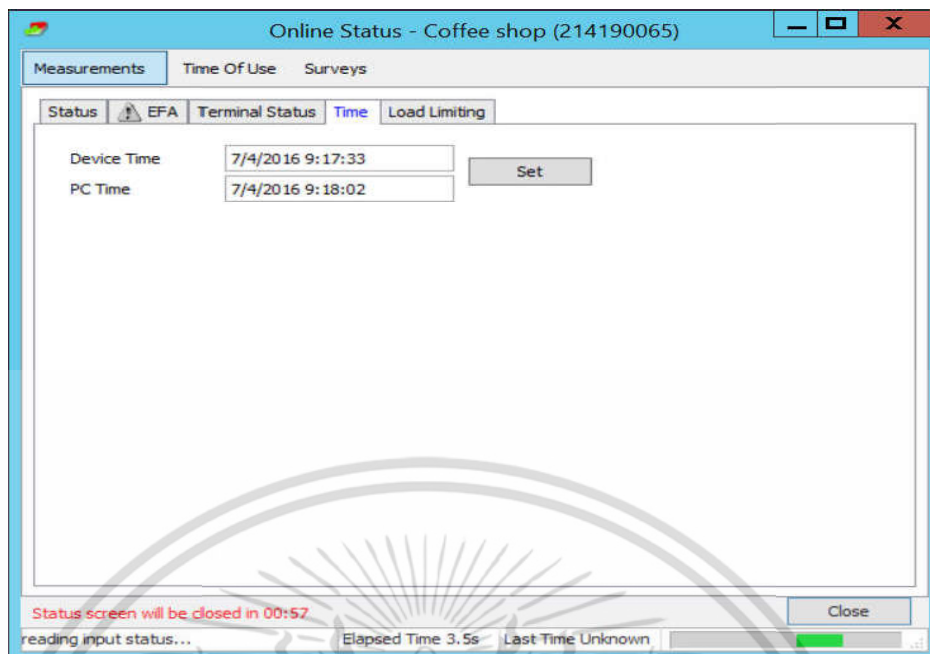 Online Status - Coffee shop (214190065)
Measurements Time Of Use Surveys
Status EFA Terminal Status Time Load Limiting
Device Time 7/4/2016 9:17:33 Set
PC Time 7/4/2016 9:18:02
Status screen will be closed in 00:57 Close
reading input status... Elapsed Time 3.5s Last Time Unknown